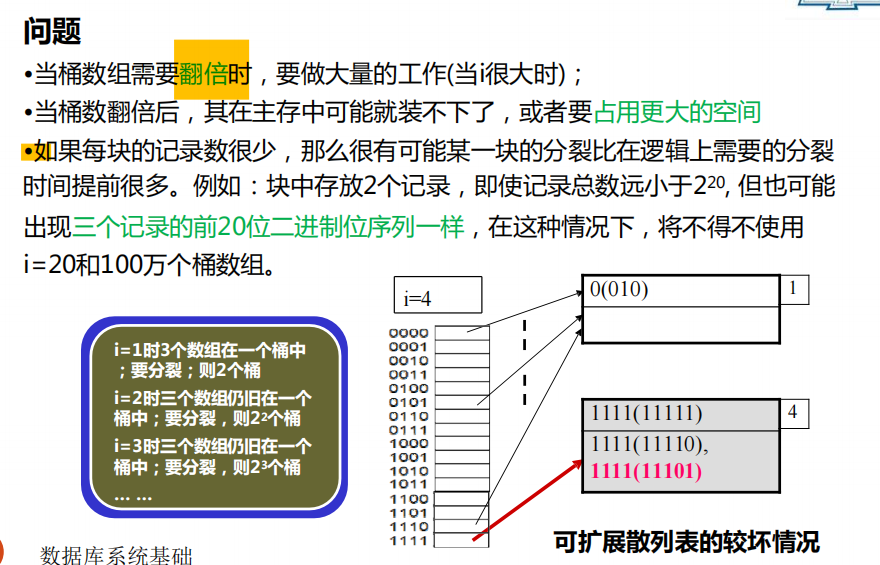 问题
•当桶数组需要翻倍时，要做大量的工作(当i很大时)；
•当桶数翻倍后，其在主存中可能就装不下了，或者要占用更大的空间
•如果每块的记录数很少，那么很有可能某一块的分裂比在逻辑上需要的分裂
时间提前很多。例如：块中存放2个记录，即使记录总数远小于2²⁰, 但也可能
出现三个记录的前20位二进制位序列一样，在这种情况下，将不得不使用
i=20和100万个桶数组。
i=1时3个数组在一个桶中
；要分裂；则2个桶
i=2时三个数组仍旧在一个
桶中；要分裂，则2²个桶
i=3时三个数组仍旧在一个
桶中；要分裂，则2³个桶
... ...
i=4
0000
0001
0010
0011
0100
0101
0110
0111
1000
1001
1010
1011
1100
1101
1110
1111
0(010)
1
1111(11111)
4
1111(11110),
1111(11101)
可扩展散列表的较坏情况
数据库系统基础